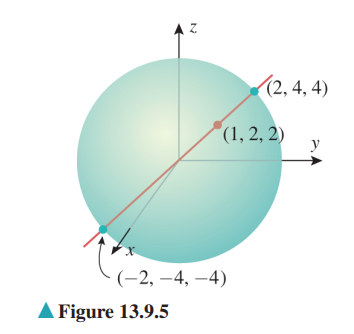 z
(2, 4, 4)
(1, 2, 2)
y
x
(−2, −4, −4)
▲ Figure 13.9.5